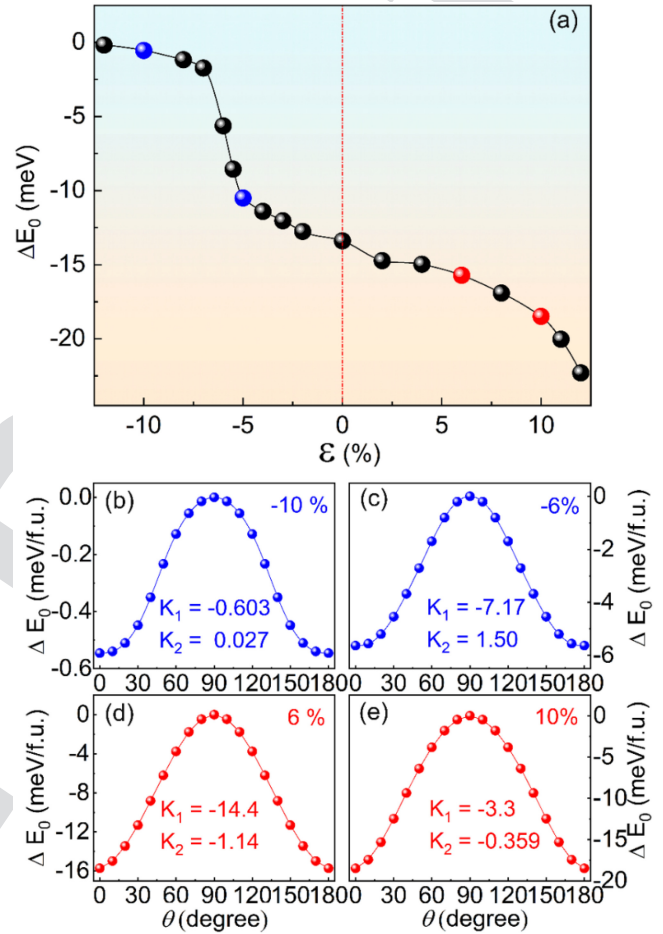 (a)
0
-5
-10
-15
-20
ΔE₀ (meV)
-10 -5 0 5 10
ε (%)
(b) -10 %
0.0
-0.2
-0.4
-0.6
Δ E₀ (meV/f.u.)
K₁ = -0.603
K₂ = 0.027
0 30 60 90 120 150 180
(c) -6%
0
-2
-4
-6
Δ E₀ (meV/f.u.)
K₁ = -7.17
K₂ = 1.50
0 30 60 90 120 150 180
(d) 6 %
0
-4
-8
-12
-16
Δ E₀ (meV/f.u.)
K₁ = -14.4
K₂ = -1.14
0 30 60 90 120 150 180
θ (degree)
(e) 10%
0
-5
-10
-15
-20
Δ E₀ (meV/f.u.)
K₁ = -3.3
K₂ = -0.359
0 30 60 90 120 150 180
θ (degree)